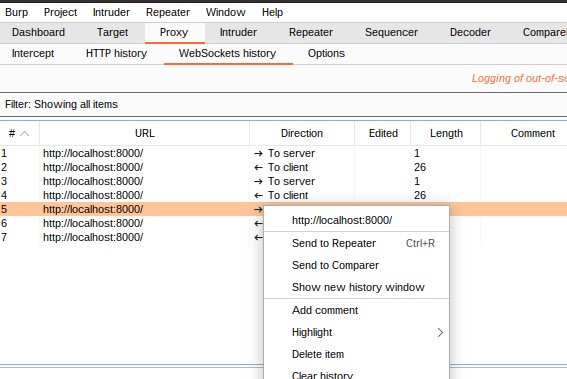 Burp Project Intruder Repeater Window Help
Dashboard Target Proxy Intruder Repeater Sequencer Decoder Comparer
Intercept HTTP history WebSockets history Options
Logging of out-of-sc
Filter: Showing all items
# URL Direction Edited Length Comment
1 http://localhost:8000/ → To server 1
2 http://localhost:8000/ ← To client 26
3 http://localhost:8000/ → To server 1
4 http://localhost:8000/ ← To client 26
5 http://localhost:8000/ →
6 http://localhost:8000/ ←
7 http://localhost:8000/ ←
http://localhost:8000/
Send to Repeater Ctrl+R
Send to Comparer
Show new history window
Add comment
Highlight
Delete item
Clear history